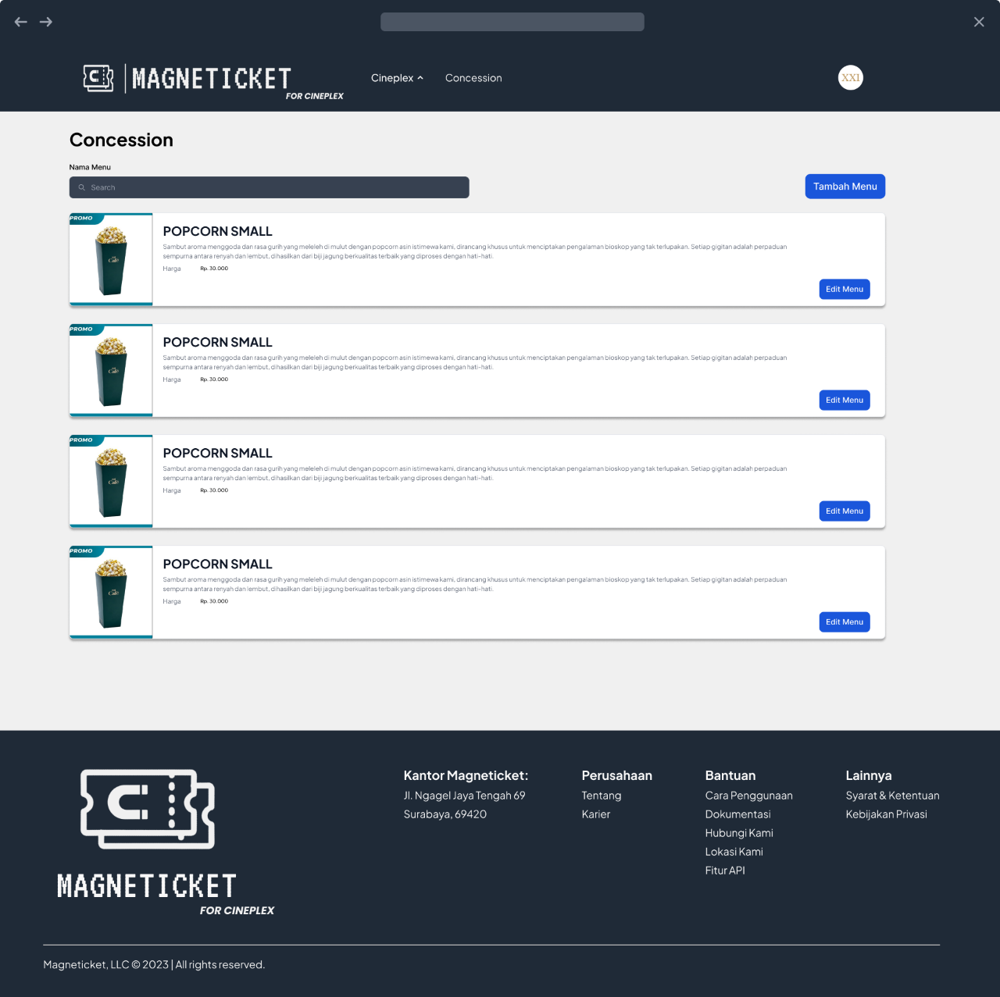 MAGNETICKET
FOR CINEPLEX
Cineplex
Concession
XXI
Concession
Nama Menu
Search
Tambah Menu
PROMO
Café
POPCORN SMALL
Sambut aroma menggoda dan rasa gurih yang meleleh di mulut dengan popcorn asin istimewa kami, dirancang khusus untuk menciptakan pengalaman bioskop yang tak terlupakan. Setiap gigitan adalah perpaduan
sempurna antara renyah dan lembut, dihasilkan dari biji jagung berkualitas terbaik yang diproses dengan hati-hati.
Harga Rp. 30.000
Edit Menu
PROMO
Café
POPCORN SMALL
Sambut aroma menggoda dan rasa gurih yang meleleh di mulut dengan popcorn asin istimewa kami, dirancang khusus untuk menciptakan pengalaman bioskop yang tak terlupakan. Setiap gigitan adalah perpaduan
sempurna antara renyah dan lembut, dihasilkan dari biji jagung berkualitas terbaik yang diproses dengan hati-hati.
Harga Rp. 30.000
Edit Menu
PROMO
Café
POPCORN SMALL
Sambut aroma menggoda dan rasa gurih yang meleleh di mulut dengan popcorn asin istimewa kami, dirancang khusus untuk menciptakan pengalaman bioskop yang tak terlupakan. Setiap gigitan adalah perpaduan
sempurna antara renyah dan lembut, dihasilkan dari biji jagung berkualitas terbaik yang diproses dengan hati-hati.
Harga Rp. 30.000
Edit Menu
PROMO
Café
POPCORN SMALL
Sambut aroma menggoda dan rasa gurih yang meleleh di mulut dengan popcorn asin istimewa kami, dirancang khusus untuk menciptakan pengalaman bioskop yang tak terlupakan. Setiap gigitan adalah perpaduan
sempurna antara renyah dan lembut, dihasilkan dari biji jagung berkualitas terbaik yang diproses dengan hati-hati.
Harga Rp. 30.000
Edit Menu
MAGNETICKET
FOR CINEPLEX
Kantor Magneticket:
Jl. Ngagel Jaya Tengah 69
Surabaya, 69420
Perusahaan
Tentang
Karier
Bantuan
Cara Penggunaan
Dokumentasi
Hubungi Kami
Lokasi Kami
Fitur API
Lainnya
Syarat & Ketentuan
Kebijakan Privasi
Magneticket, LLC © 2023 | All rights reserved.